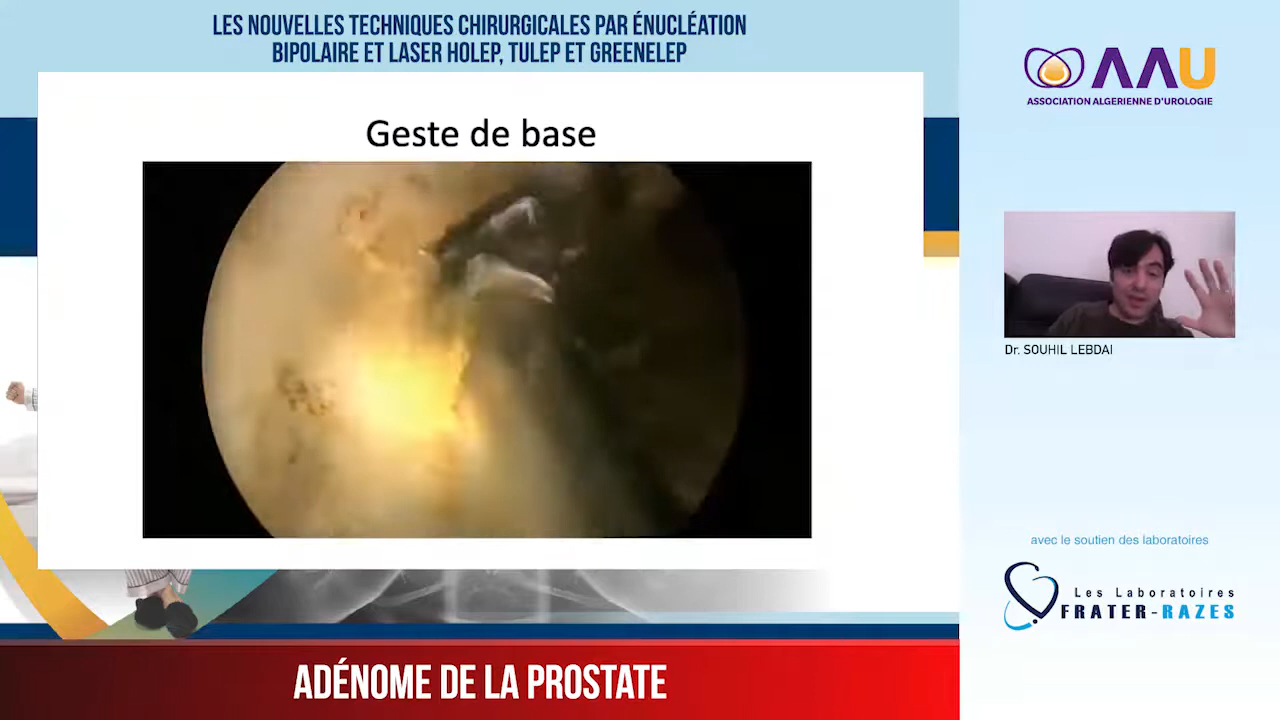 LES NOUVELLES TECHNIQUES CHIRURGICALES PAR ÉNUCLÉATION
BIPOLAIRE ET LASER HOLEP, TULEP ET GREENELEP
Geste de base
AAU
ASSOCIATION ALGERIENNE D'UROLOGIE
Dr. SOUHIL LEBDAI
avec le soutien des laboratoires
Les Laboratoires
FRATER-RAZES
ADÉNOME DE LA PROSTATE